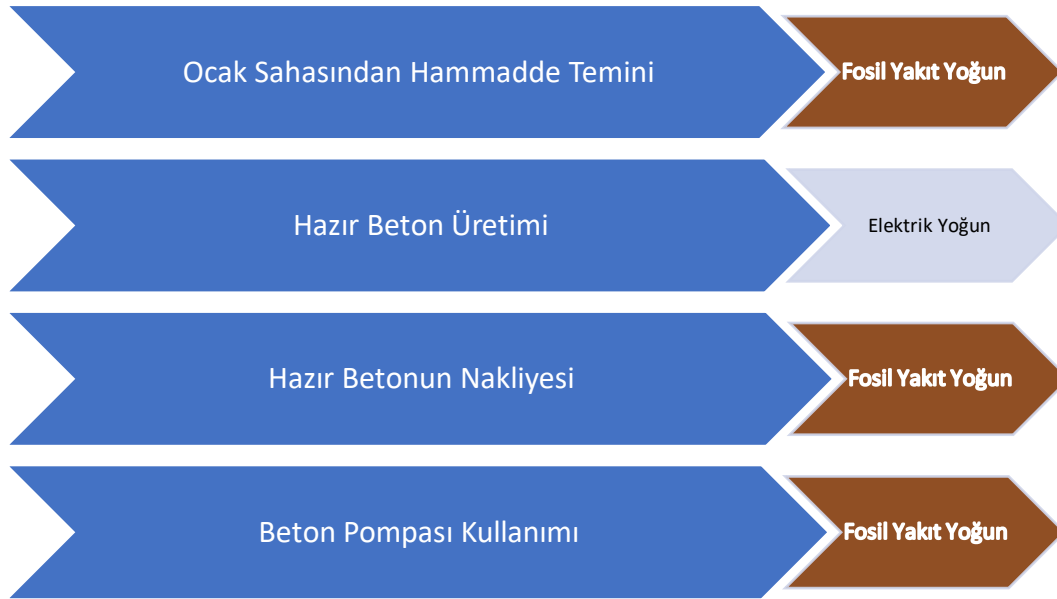 Ocak Sahasından Hammadde Temini
Fosil Yakıt Yoğun
Hazır Beton Üretimi
Elektrik Yoğun
Hazır Betonun Nakliyesi
Fosil Yakıt Yoğun
Beton Pompası Kullanımı
Fosil Yakıt Yoğun